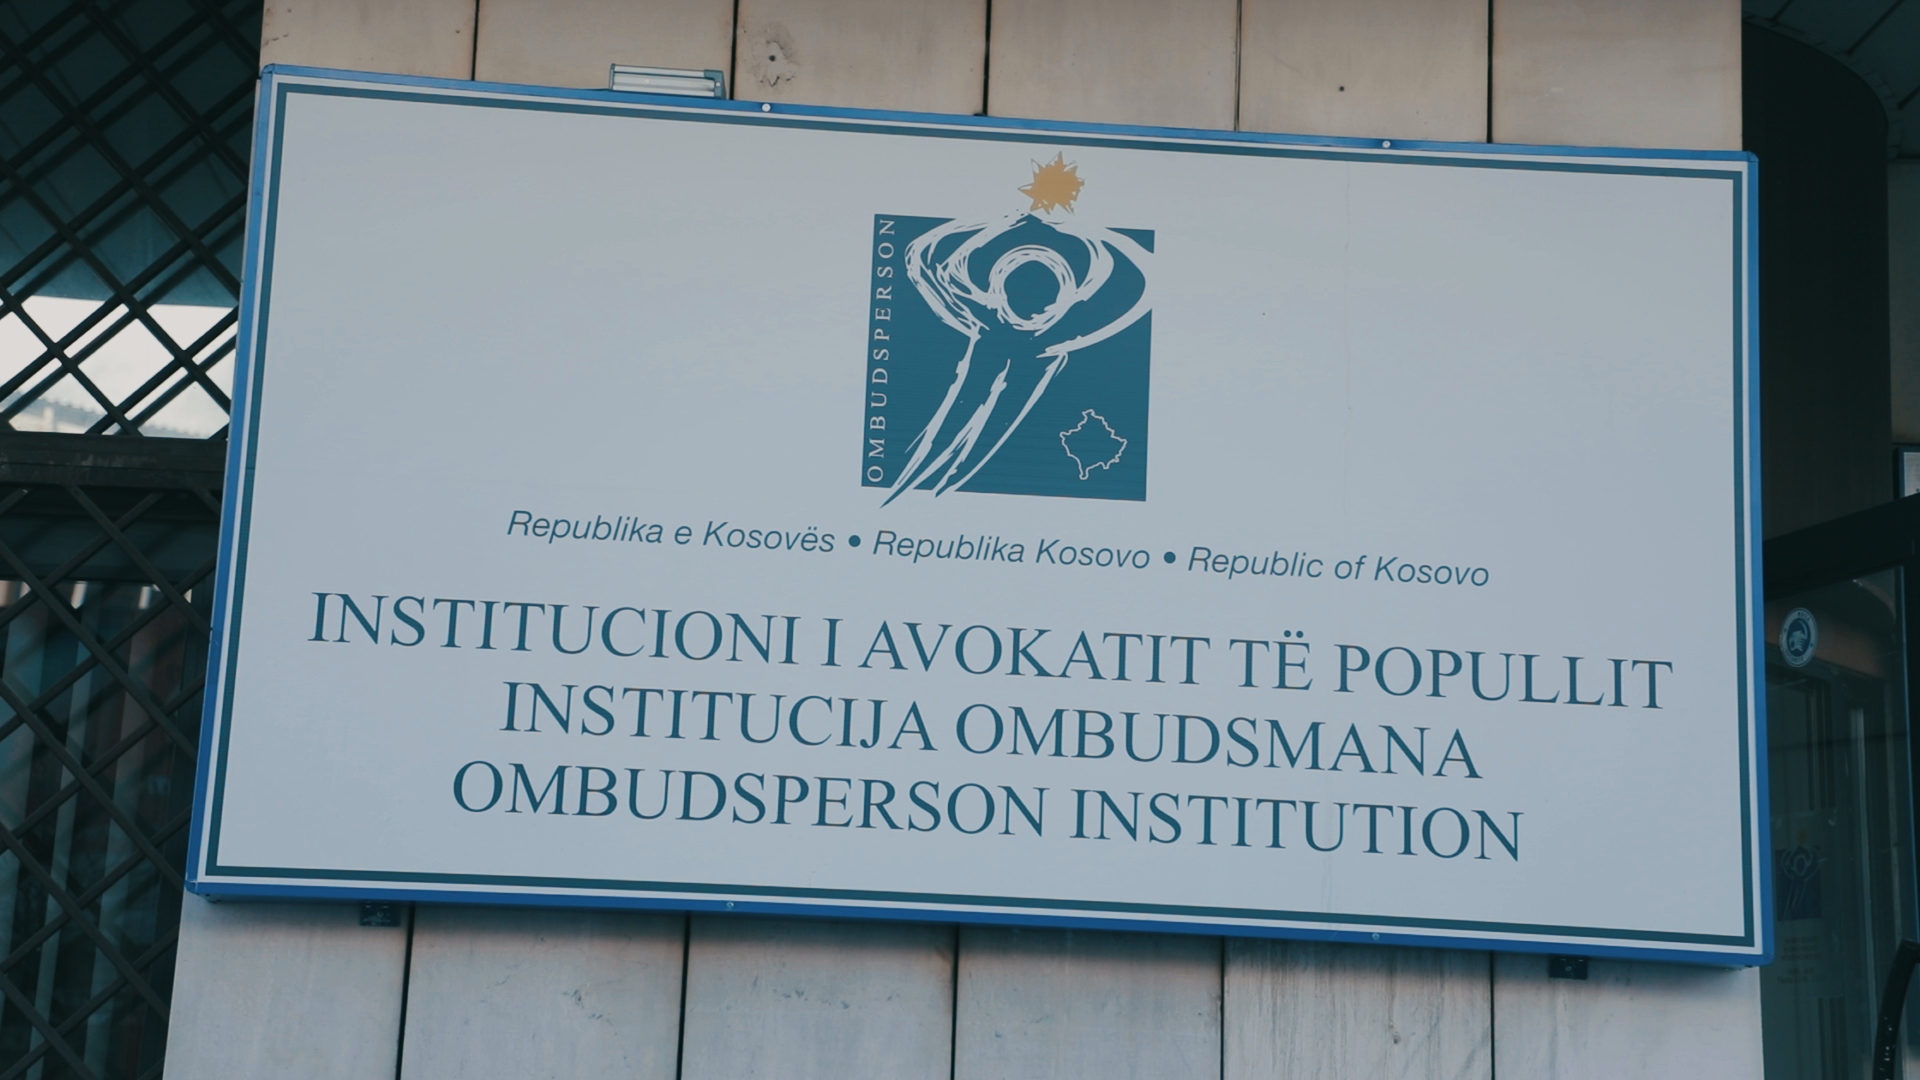 OMBUDSPERSON
Republika e Kosovës • Republika Kosovo • Republic of Kosovo
INSTITUCIONI I AVOKATIT TË POPULLIT
INSTITUCIJA OMBUDSMANA
OMBUDSPERSON INSTITUTION